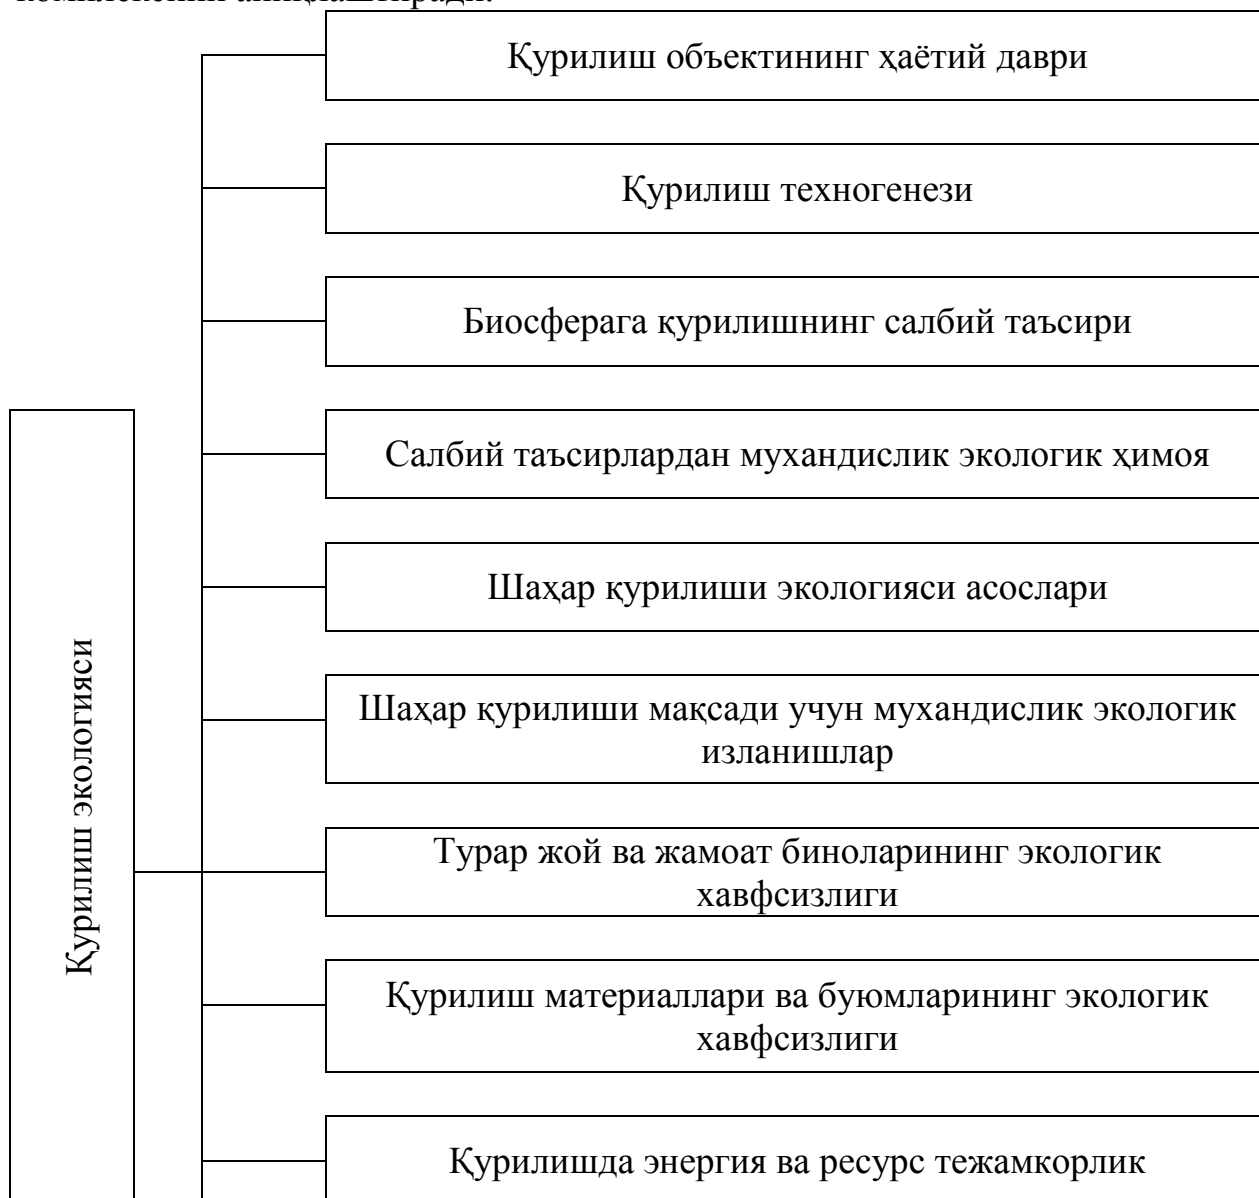 Қурилиш объектининг ҳаётий даври
Қурилиш техногенези
Биосферага қурилишнинг салбий таъсири
Салбий таъсирлардан мухандислик экологик ҳимоя
Шаҳар қурилиши экологияси асослари
Шаҳар қурилиши мақсади учун мухандислик экологик
изланишлар
Қурилиш экологияси
Турар жой ва жамоат биноларининг экологик
хавфсизлиги
Қурилиш материаллари ва буюмларининг экологик
хавфсизлиги
Қурилишда энергия ва ресурс тежамкорлик